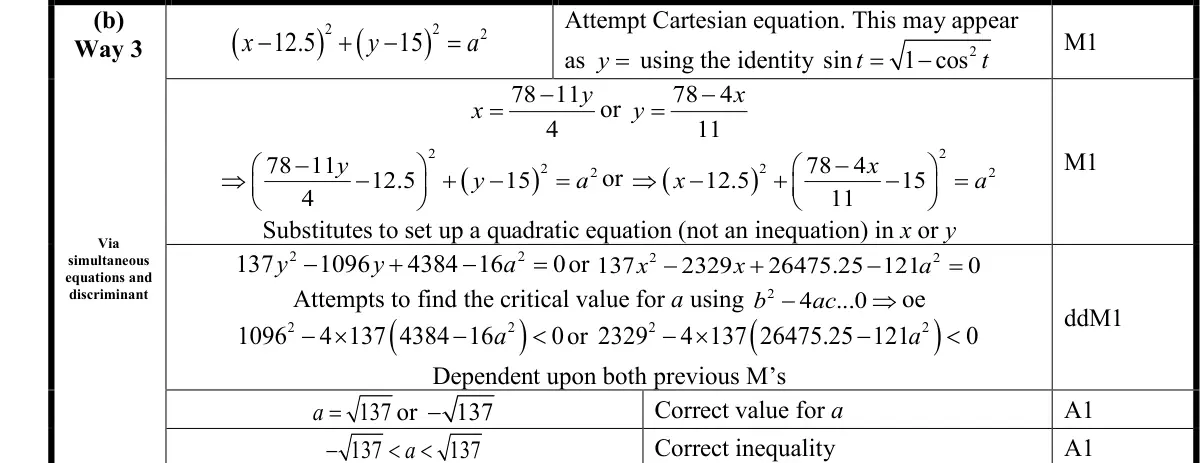 (b)
Way 3
Via
simultaneous
equations and
discriminant
(x−12.5)² + (y−15)² = a²
Attempt Cartesian equation. This may appear
as y = using the identity sin t = √(1−cos² t)
M1
x = (78−11y)/4 or y = (78−4x)/11
⇒ ((78−11y)/4 −12.5)² + (y−15)² = a² or ⇒ (x−12.5)² + ((78−4x)/11 −15)² = a²
Substitutes to set up a quadratic equation (not an inequation) in x or y
M1
137y² −1096y + 4384 −16a² = 0 or 137x² − 2329x + 26475.25 −121a² = 0
Attempts to find the critical value for a using b² − 4ac...0 ⇒ oe
1096² − 4×137(4384 −16a²) < 0 or 2329² − 4×137(26475.25 −121a²) < 0
Dependent upon both previous M’s
ddM1
a = √137 or −√137
Correct value for a
A1
−√137 < a < √137
Correct inequality
A1